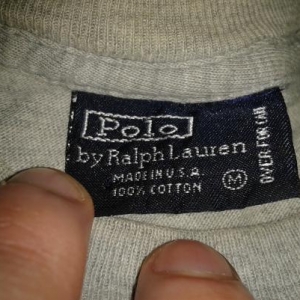 Polo
by Ralph Lauren
MADE IN U.S.A.
100% COTTON
M
OVER FOR CARE